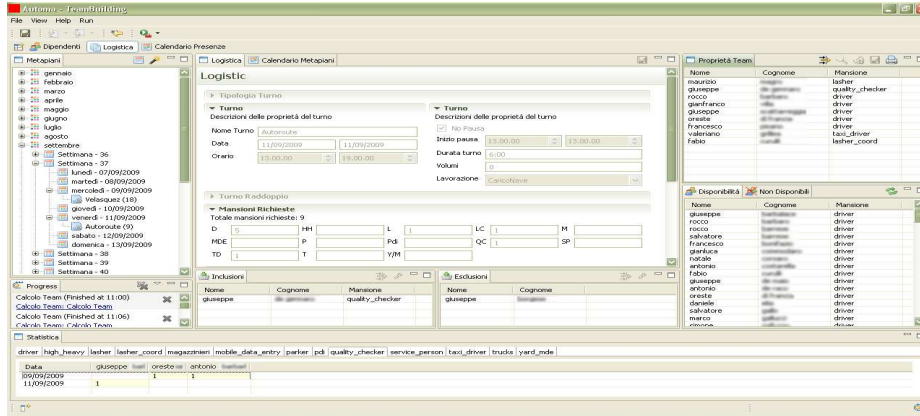 Automa - TeamBuilding
File View Help Run
Dipendenti Logistica Calendario Presenze
Metapiani
gennaio
febbraio
marzo
aprile
maggio
giugno
luglio
agosto
settembre
Settimana - 36
Settimana - 37
lunedì - 07/09/2009
martedì - 08/09/2009
mercoledì - 09/09/2009
Velasquez (18)
giovedì - 10/09/2009
venerdì - 11/09/2009
Autoroute (9)
sabato - 12/09/2009
domenica - 13/09/2009
Settimana - 38
Settimana - 39
Settimana - 40
Progress
Calcolo Team (Finished at 11:00)
Calcolo Team: Calcolo Team
Calcolo Team (Finished at 11:06)
Calcolo Team: Calcolo Team
Logistica Calendario Metapiani
Logistic
Tipologia Turno
Turno
Descrizioni delle proprietà del turno
Nome Turno Autoroute
Data 11/09/2009 11/09/2009
Orario 13.00.00 19.00.00
Turno
Descrizioni delle proprietà del turno
No Pausa
Inizio pausa 13.00.00 13.00.00
Durata turno 6:00
Volumi 0
Lavorazione CaricoNave
Turno Raddoppio
Mansioni Richieste
Totale mansioni richieste: 9
D 5 HH L 1 LC 1 M
MDE P Pdi QC 1 SP
TD 1 T Y/M
Inclusioni
Nome Cognome Mansione
giuseppe quality_checker
Esclusioni
Nome Cognome
giuseppe
Proprietà Team
Nome Cognome Mansione
maurizio lasher
giuseppe quality_checker
rocco driver
gianfranco driver
giuseppe driver
oreste driver
francesco driver
valeriano taxi_driver
fabio lasher_coord
Disponibilità Non Disponibili
Nome Cognome Mansione
giuseppe driver
rocco driver
rocco driver
salvatore driver
francesco driver
gianluca driver
natale driver
antonio driver
fabio driver
giuseppe driver
antonio driver
oreste driver
daniele driver
salvatore driver
marco driver
simone driver
Statistica
driver high_heavy lasher lasher_coord magazzinieri mobile_data_entry parker pdi quality_checker service_person taxi_driver trucks yard_mde
Data giuseppe oreste antonio
09/09/2009 1 1
11/09/2009 1